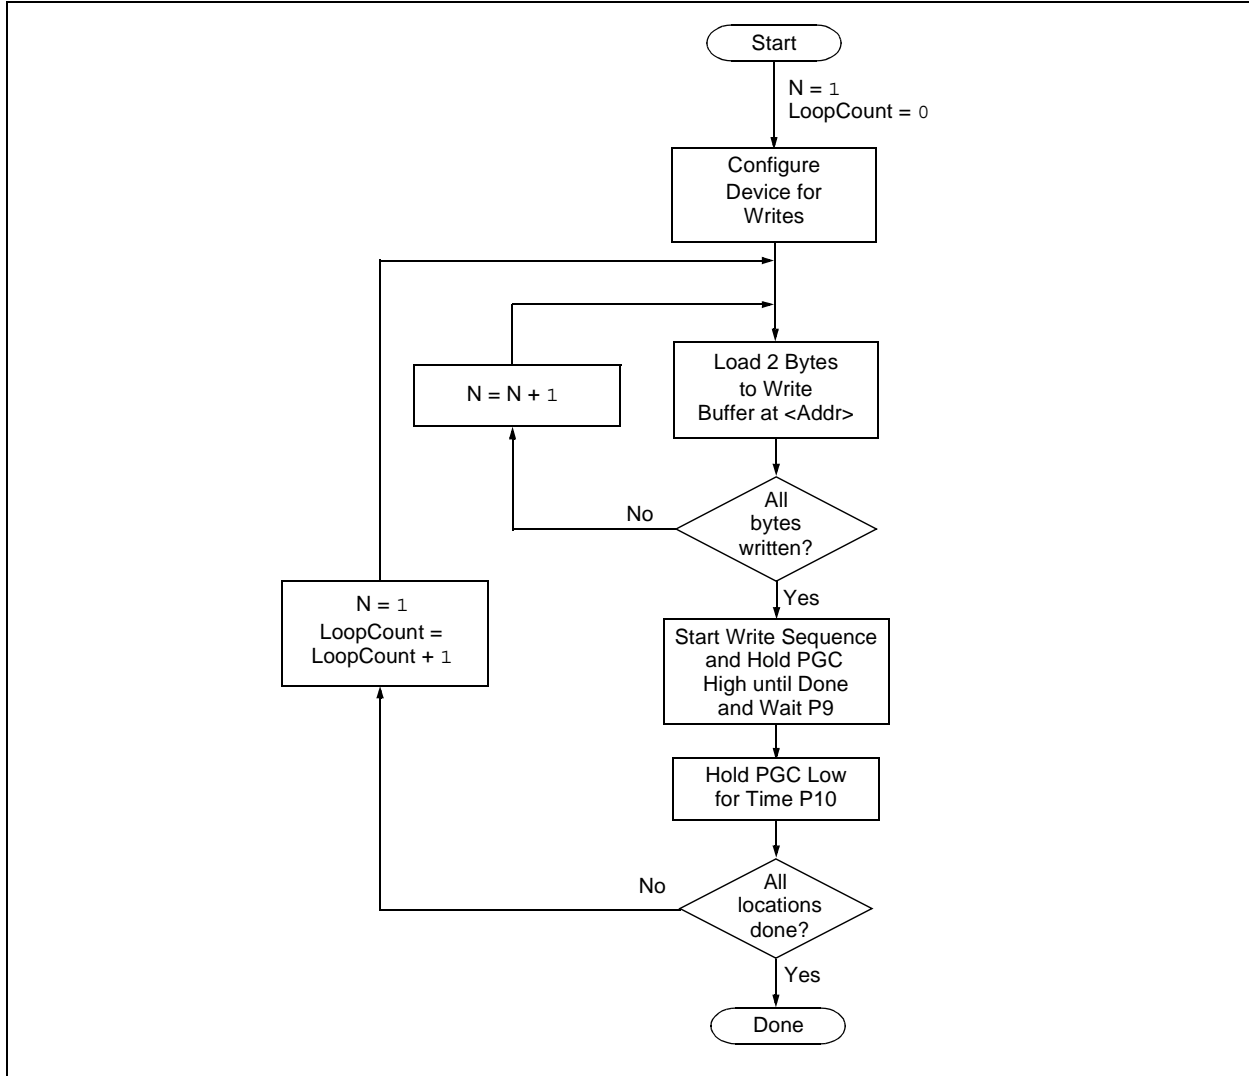 Start
N = 1
LoopCount = 0
Configure
Device for
Writes
Load 2 Bytes
to Write
Buffer at <Addr>
N = N + 1
All
bytes
written?
No
Yes
N = 1
LoopCount =
LoopCount + 1
Start Write Sequence
and Hold PGC
High until Done
and Wait P9
Hold PGC Low
for Time P10
No
All
locations
done?
Yes
Done